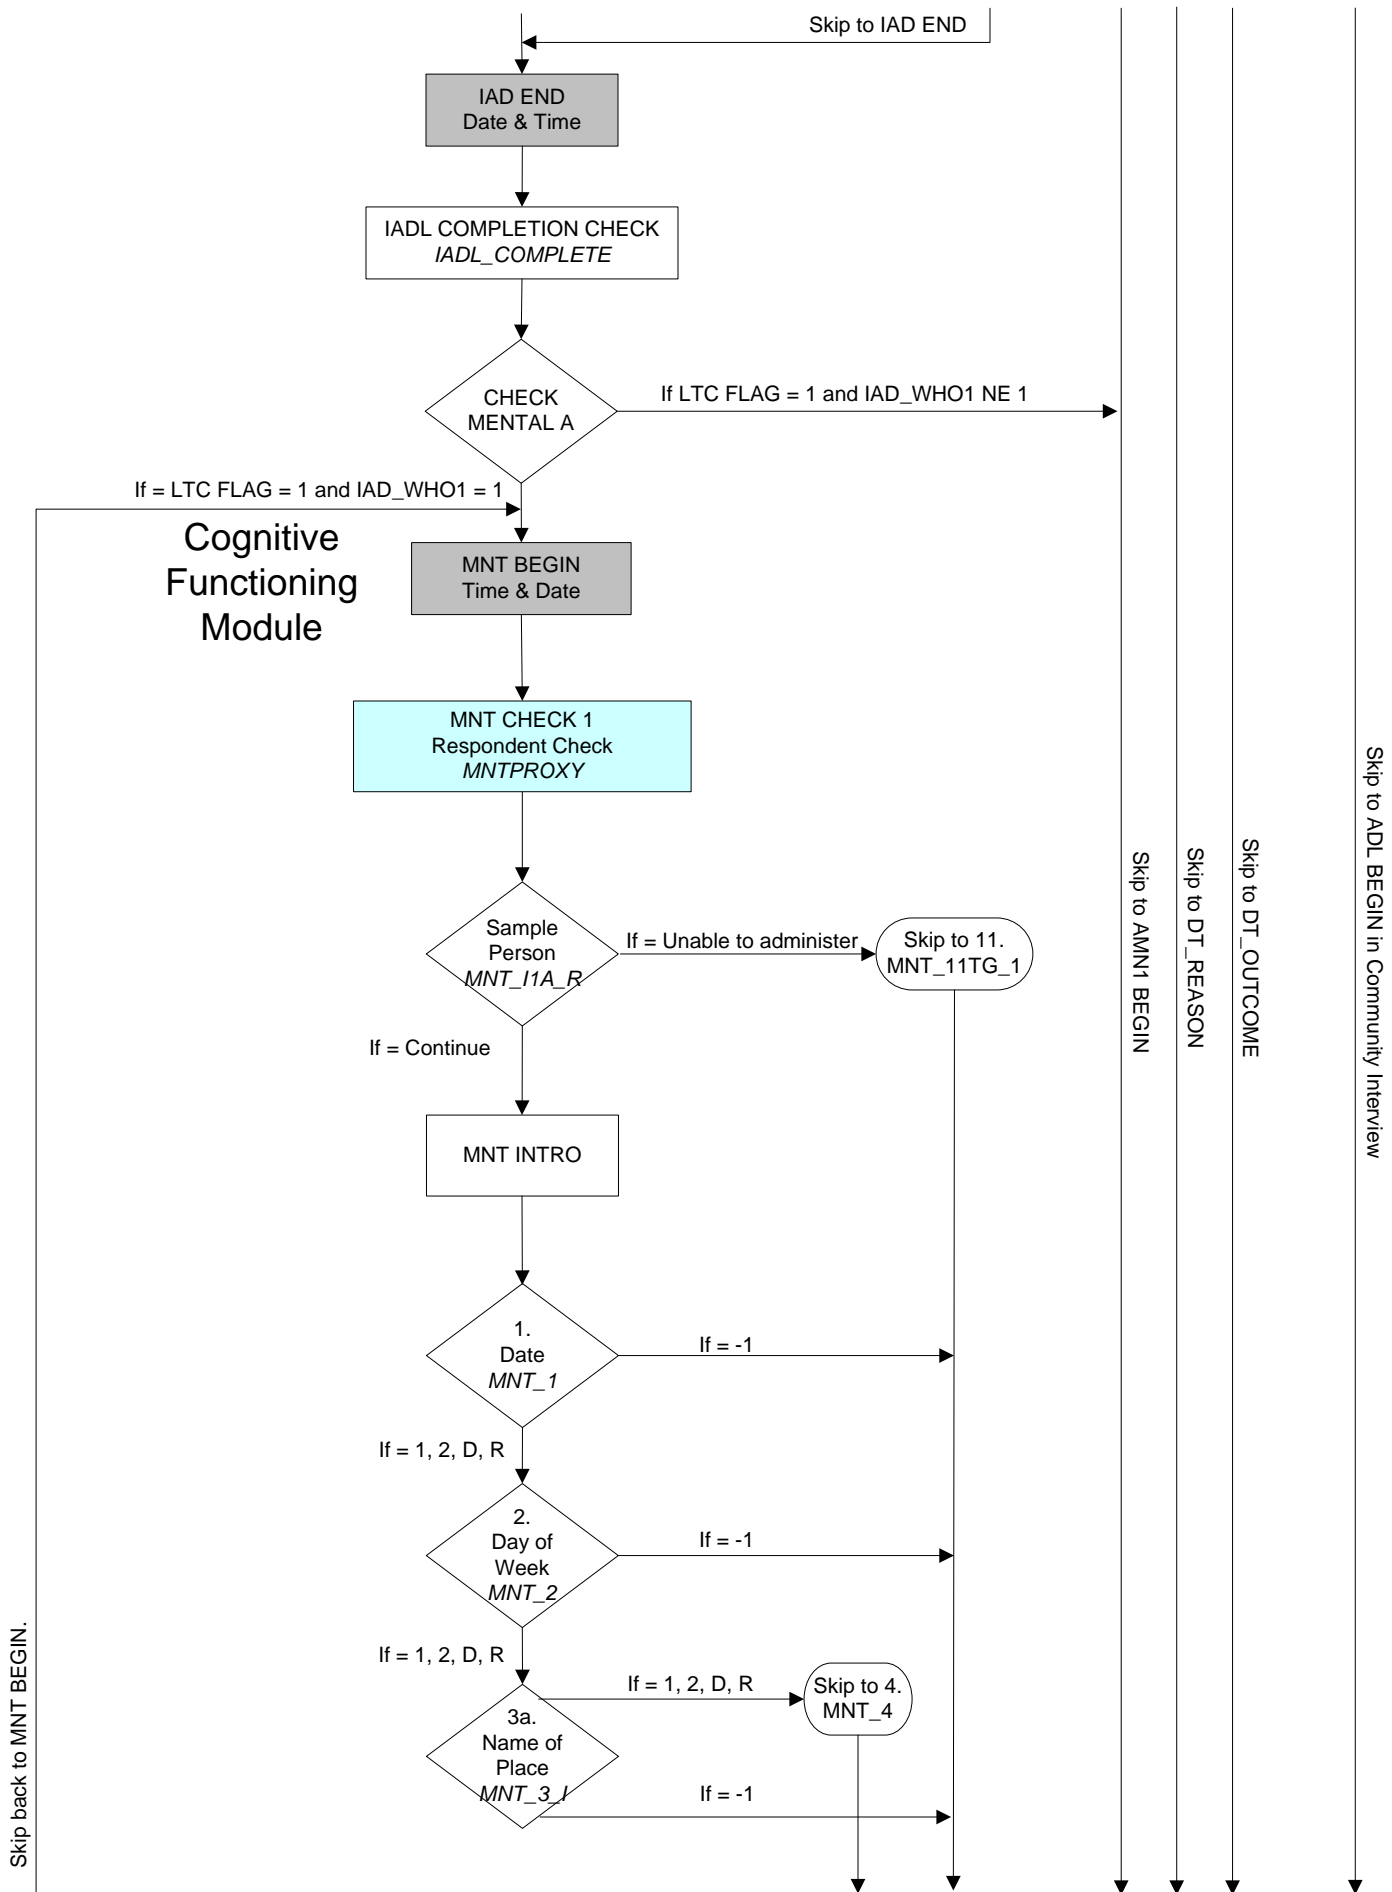 Skip to IAD END
IAD END
Date & Time
IADL COMPLETION CHECK
IADL_COMPLETE
CHECK
MENTAL A
If LTC FLAG = 1 and IAD_WHO1 NE 1
If = LTC FLAG = 1 and IAD_WHO1 = 1
Cognitive
Functioning
Module
MNT BEGIN
Time & Date
MNT CHECK 1
Respondent Check
MNTPROXY
Sample
Person
MNT_I1A_R
If = Unable to administer
Skip to 11.
MNT_11TG_1
If = Continue
MNT INTRO
1.
Date
MNT_1
If = -1
If = 1, 2, D, R
2.
Day of
Week
MNT_2
If = -1
If = 1, 2, D, R
3a.
Name of
Place
MNT_3_I
If = 1, 2, D, R
Skip to 4.
MNT_4
If = -1
Skip back to MNT BEGIN.
Skip to AMN1 BEGIN
Skip to DT_REASON
Skip to DT_OUTCOME
Skip to ADL BEGIN in Community Interview